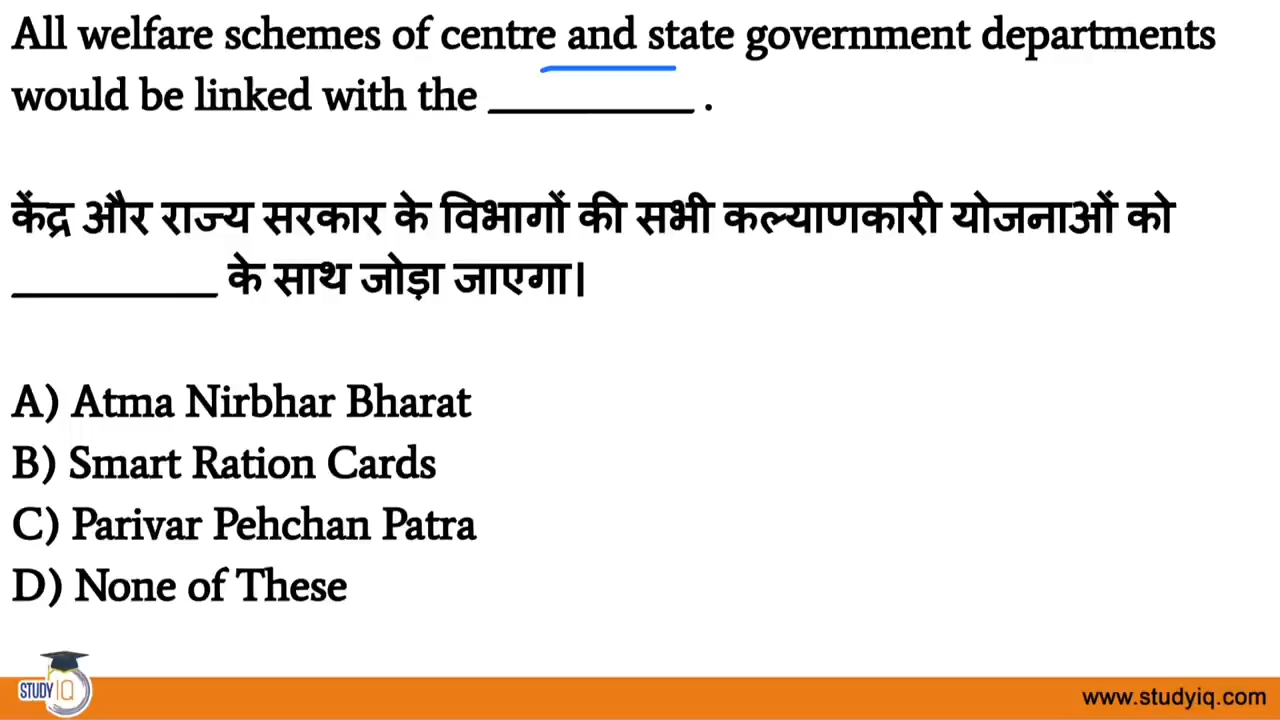 All welfare schemes of centre and state government departments
would be linked with the __________ .
केंद्र और राज्य सरकार के विभागों की सभी कल्याणकारी योजनाओं को
__________ के साथ जोड़ा जाएगा।
A) Atma Nirbhar Bharat
B) Smart Ration Cards
C) Parivar Pehchan Patra
D) None of These
STUDY IQ
www.studyiq.com